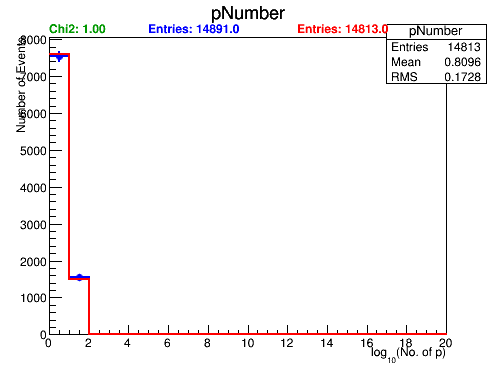 pNumber
Chi2: 1.00 Entries: 14891.0 Entries: 14813.0
pNumber
Entries 14813
Mean 0.8096
RMS 0.1728
Number of Events
8000
7000
6000
5000
4000
3000
2000
1000
0
0 2 4 6 8 10 12 14 16 18 20
log10(No. of p)